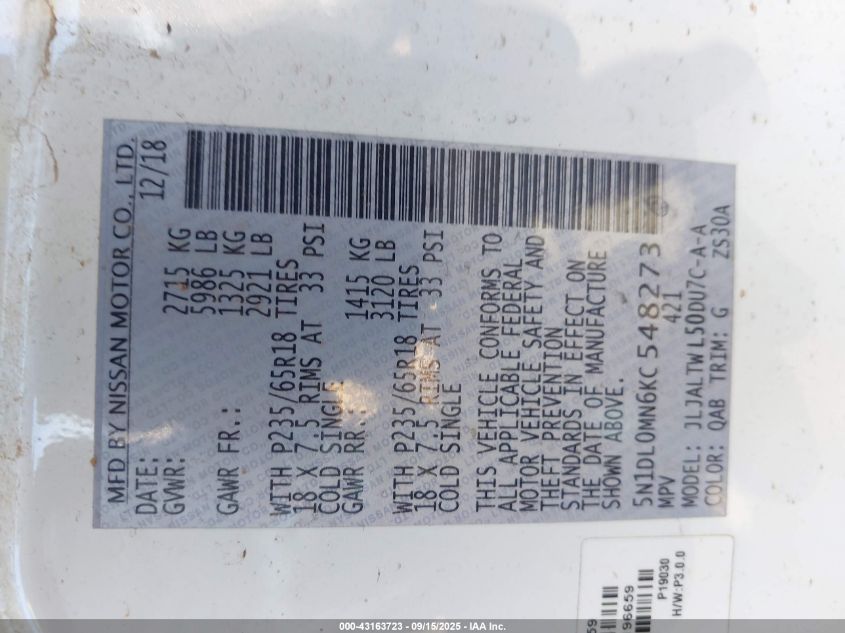 MFD BY NISSAN MOTOR CO., LTD.
DATE: 12/18
GVWR: 2715 KG
5986 LB
GAWR FR.: 1325 KG
2921 LB
WITH P235/65R18 TIRES
18 X 7.5 RIMS AT 33 PSI
COLD SINGLE
GAWR RR.: 1415 KG
3120 LB
WITH P235/65R18 TIRES
18 X 7.5 RIMS AT 33 PSI
COLD SINGLE
THIS VEHICLE CONFORMS TO
ALL APPLICABLE FEDERAL
MOTOR VEHICLE SAFETY AND
THEFT PREVENTION
STANDARDS IN EFFECT ON
THE DATE OF MANUFACTURE
SHOWN ABOVE.
5N1DL0MN6KC548273
MPV 421
MODEL: JLJALTWL50DU7C-A-A
COLOR: QAB TRIM: G ZS30A
59
96659
P19030
H/W:P3.0.0
000-43163723 - 09/15/2025 - IAA Inc.